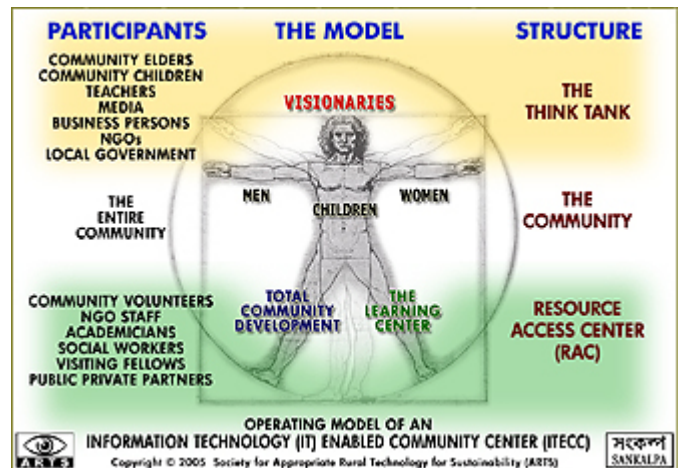 PARTICIPANTS THE MODEL STRUCTURE
COMMUNITY ELDERS
COMMUNITY CHILDREN
TEACHERS
MEDIA
BUSINESS PERSONS
NGOs
LOCAL GOVERNMENT
VISIONARIES
THE
THINK TANK
THE
ENTIRE
COMMUNITY
MEN
CHILDREN
WOMEN
THE
COMMUNITY
COMMUNITY VOLUNTEERS
NGO STAFF
ACADEMICIANS
SOCIAL WORKERS
VISITING FELLOWS
PUBLIC PRIVATE PARTNERS
TOTAL
COMMUNITY
DEVELOPMENT
THE
LEARNING
CENTER
RESOURCE
ACCESS CENTER
(RAC)
OPERATING MODEL OF AN
INFORMATION TECHNOLOGY (IT) ENABLED COMMUNITY CENTER (ITECC)
Copyright © 2005 Society for Appropriate Rural Technology for Sustainability (ARTS)
ARTS
সংকল্প
SANKALPA